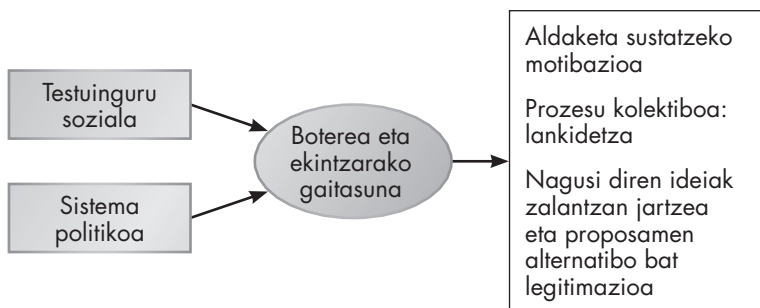 Testuinguru
soziala
Sistema
politikoa
Boterea eta
ekintzarako
gaitasuna
Aldaketa sustatzeko
motibazioa
Prozesu kolektiboa:
lankidetza
Nagusi diren ideiak
zalantzan jartzea
eta proposamen
alternatibo bat
legitimazioa